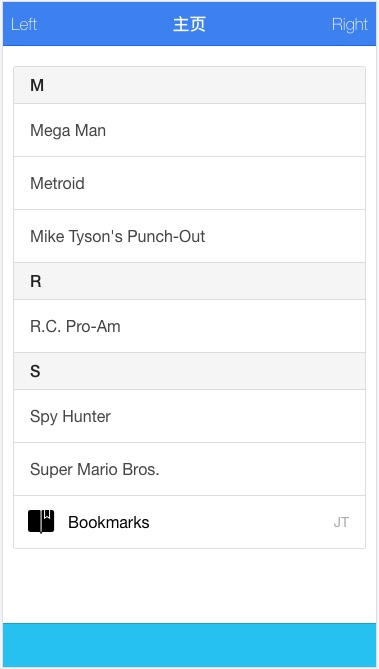 Left 主页 Right
M
Mega Man
Metroid
Mike Tyson's Punch-Out
R
R.C. Pro-Am
S
Spy Hunter
Super Mario Bros.
Bookmarks JT